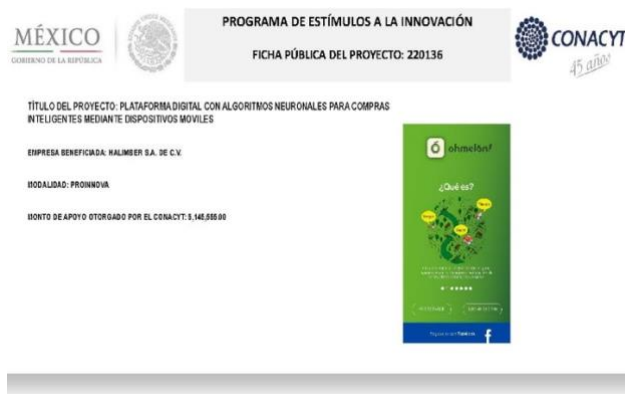 MÉXICO
GOBIERNO DE LA REPÚBLICA
PROGRAMA DE ESTÍMULOS A LA INNOVACIÓN
FICHA PÚBLICA DEL PROYECTO: 220136
CONACYT
45 años
TÍTULO DEL PROYECTO: PLATAFORMA DIGITAL CON ALGORITMOS NEURONALES PARA COMPRAS
INTELIGENTES MEDIANTE DISPOSITIVOS MOVILES
EMPRESA BENEFICIADA: HALIMBER S.A. DE C.V.
MODALIDAD: PROINNOVA
MONTO DE APOYO OTORGADO POR EL CONACYT:
ohmelón!
¿Qué es?